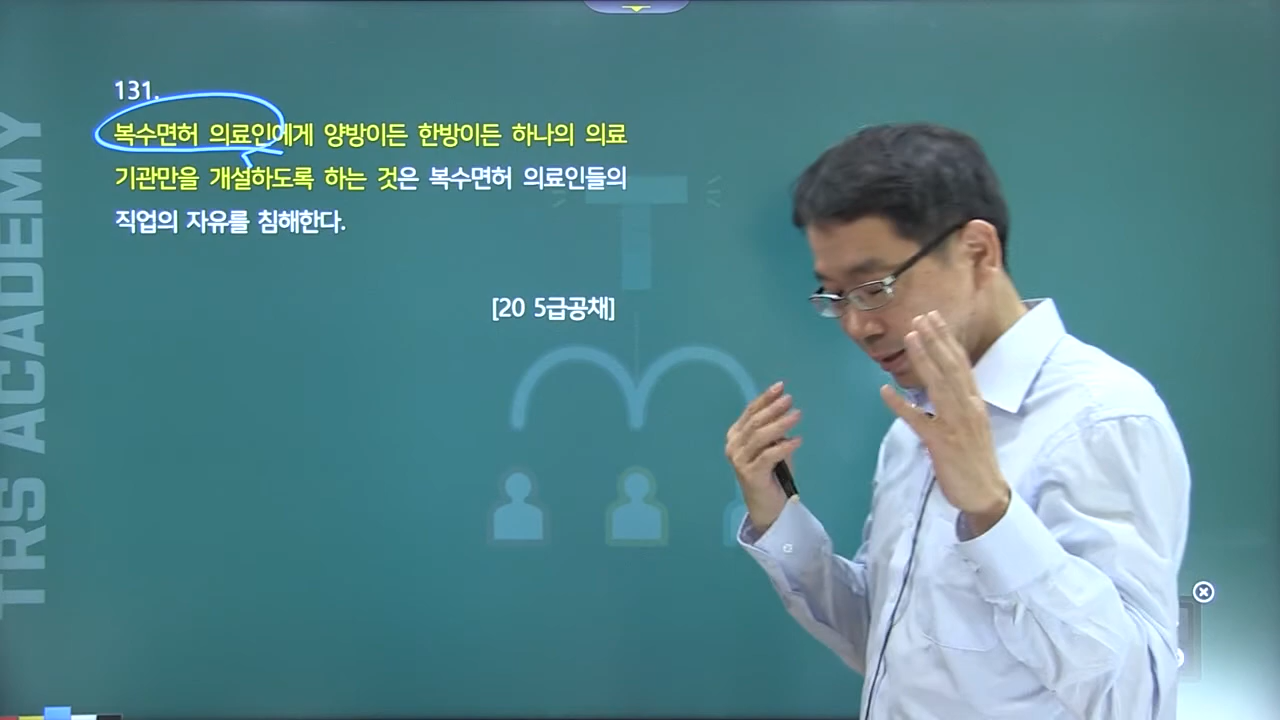 131.
복수면허 의료인에게 양방이든 한방이든 하나의 의료
기관만을 개설하도록 하는 것은 복수면허 의료인들의
직업의 자유를 침해한다.
[20 5급공채]
TRS ACADEMY